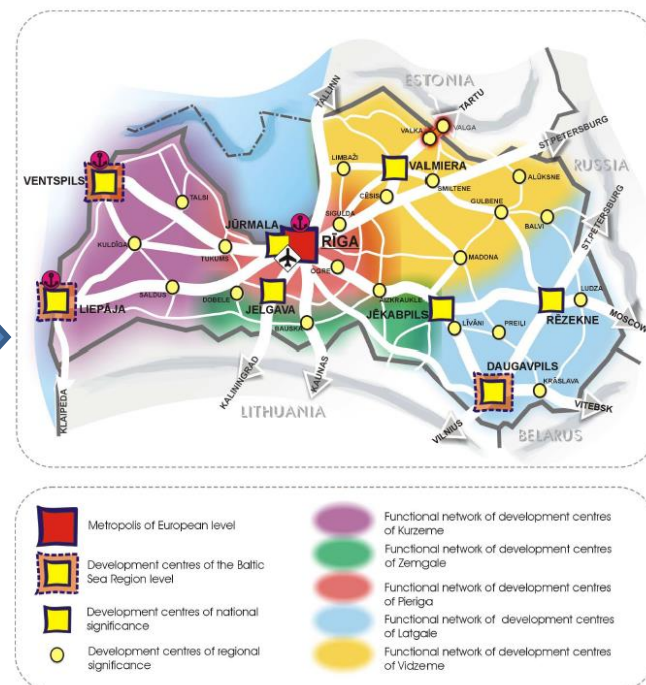 ESTONIA
TALLINN
TARTU
VALKA
VALGA
ST.PETERSBURG
RUSSIA
LIMBAŽI
VALMIERA
ALŪKSNE
VENTSPILS
TALSI
CĒSIS
SMILTENE
SIGULDA
GULBENE
ST.PETERSBURG
JŪRMALA
RĪGA
BALVI
KULDĪGA
TUKUMS
OGRE
MADONA
LIEPĀJA
SALDUS
DOBELE
JELGAVA
AIZKRAUKLE
JĒKABPILS
RĒZEKNE
LUDZA
MOSCOW
BAUSKA
LĪVĀNI
PREIĻI
DAUGAVPILS
KRĀSLAVA
KLAIPEDA
KALININGRAD
KAUNAS
LITHUANIA
VILNIUS
VITEBSK
BELARUS
Metropolis of European level
Development centres of the Baltic
Sea Region level
Development centres of national
significance
Development centres of regional
significance
Functional network of development centres
of Kurzeme
Functional network of development centres
of Zemgale
Functional network of development centres
of Pieriga
Functional network of development centres
of Latgale
Functional network of development centres
of Vidzeme